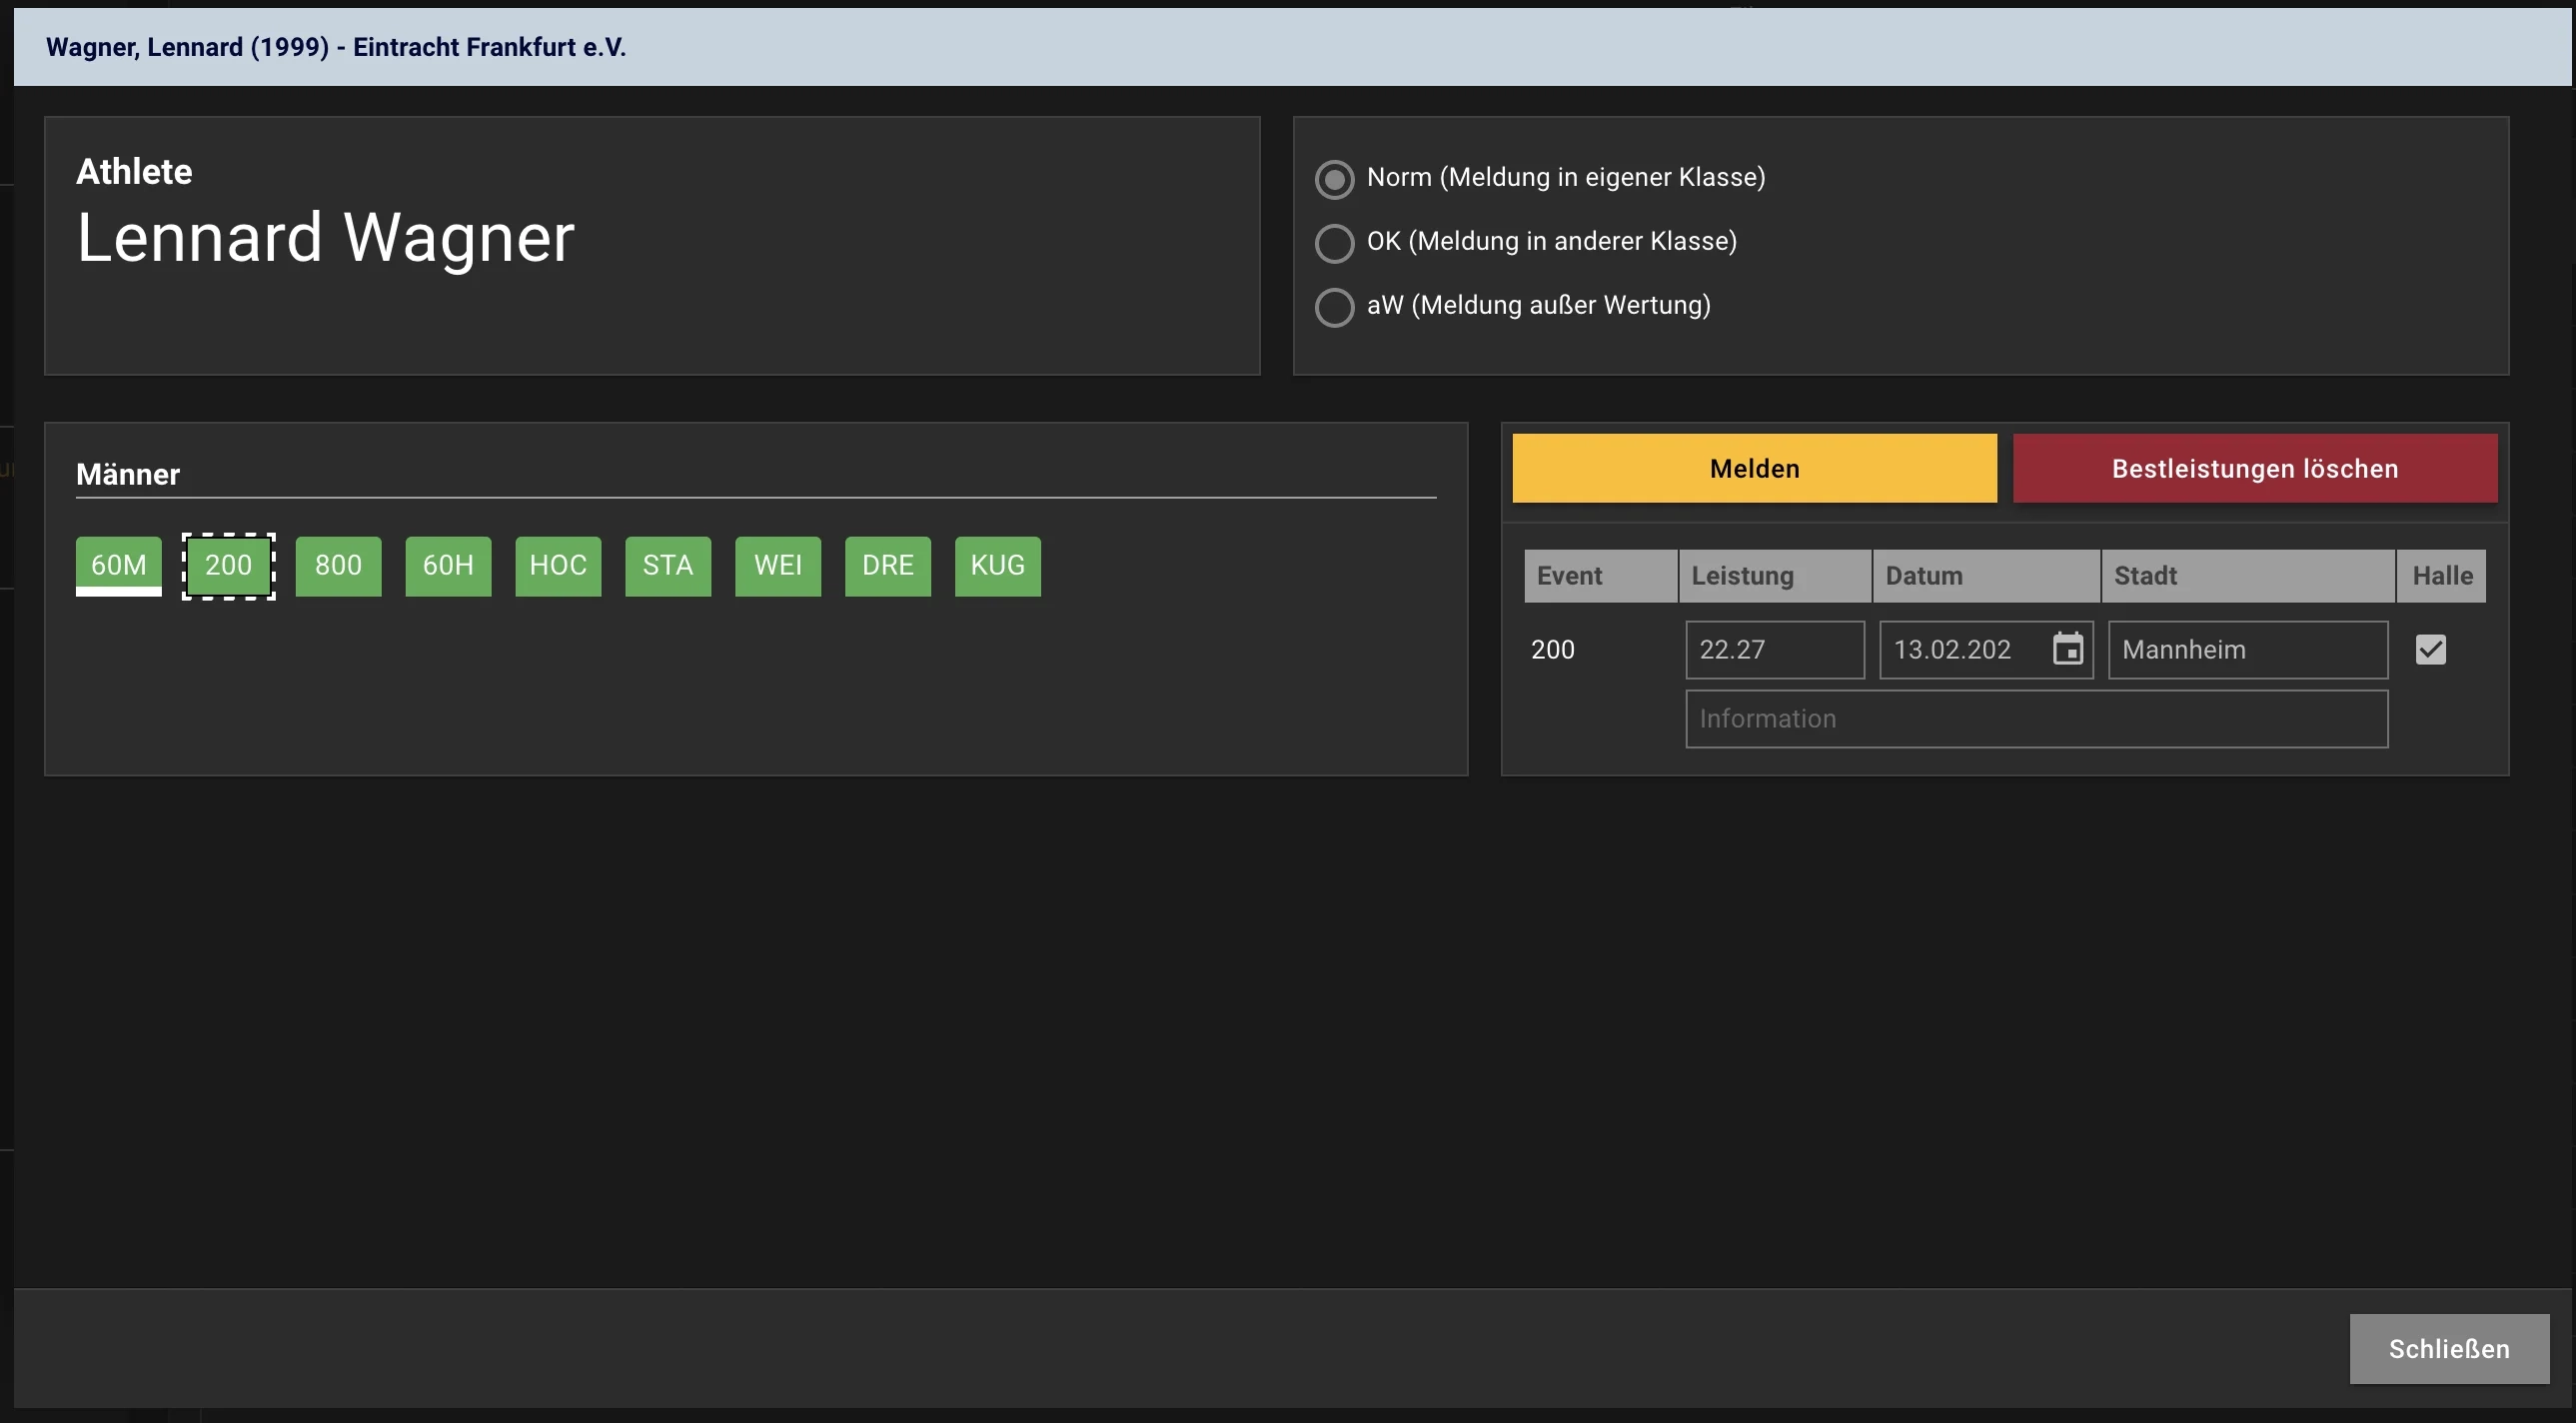 Wagner, Lennard (1999) - Eintracht Frankfurt e.V.
Athlete
Lennard Wagner
Norm (Meldung in eigener Klasse)
OK (Meldung in anderer Klasse)
aW (Meldung außer Wertung)
Männer
60M 200 800 60H HOC STA WEI DRE KUG
Melden Bestleistungen löschen
Event Leistung Datum Stadt Halle
200 22.27 13.02.202 Mannheim
Information
Schließen